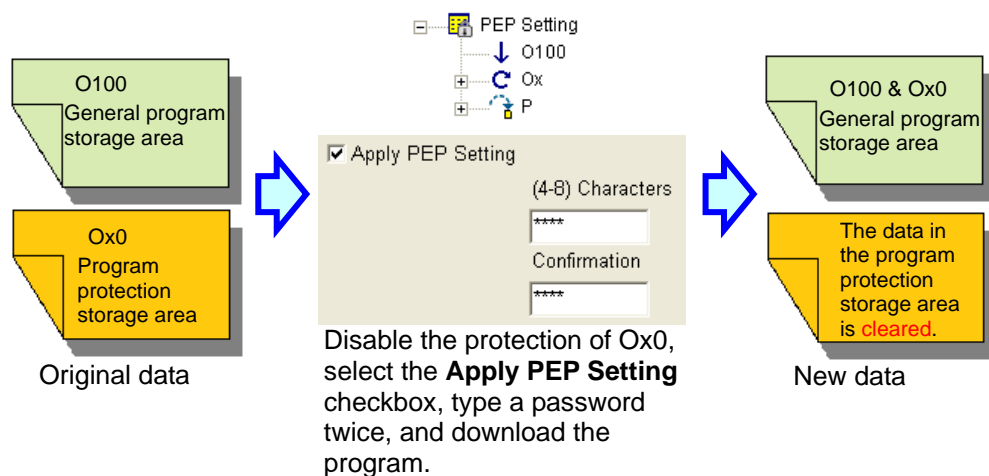 PEP Setting
O100
Ox
P
O100
General program
storage area
Ox0
Program
protection
storage area
Original data
Apply PEP Setting
(4-8) Characters
****
Confirmation
****
Disable the protection of Ox0,
select the Apply PEP Setting
checkbox, type a password
twice, and download the
program.
O100 & Ox0
General program
storage area
The data in
the program
protection
storage area
is cleared.
New data